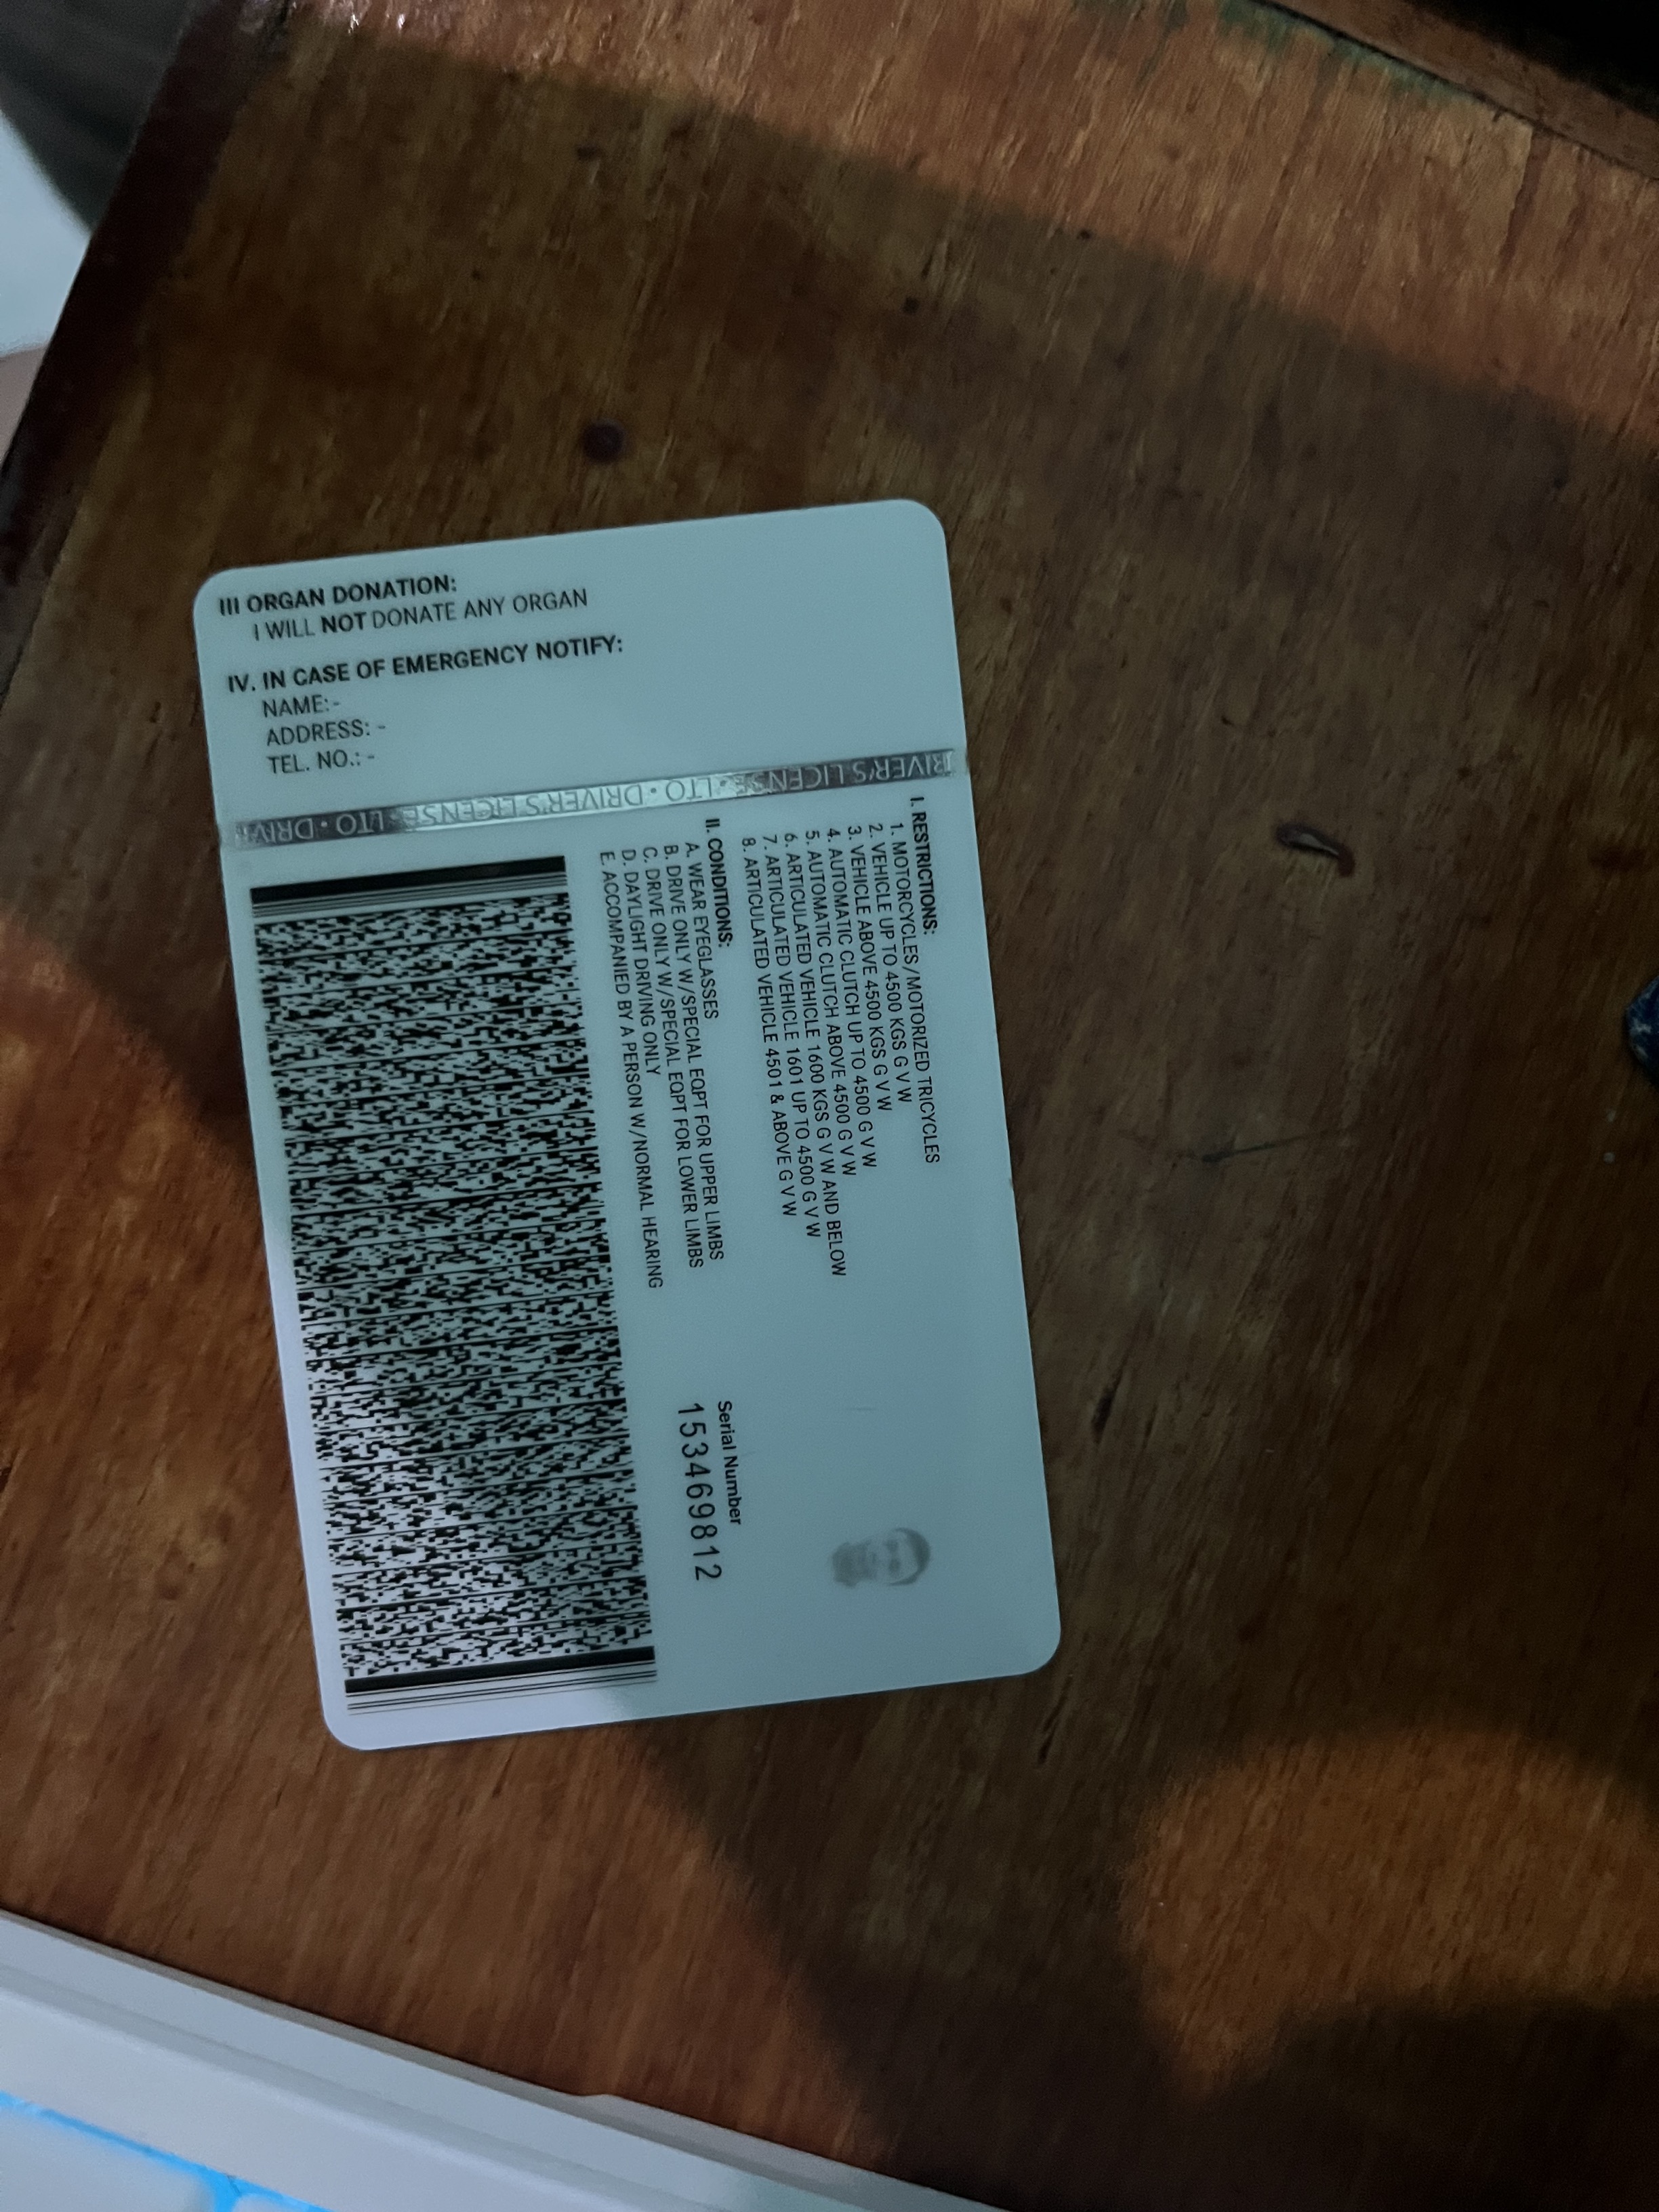 III ORGAN DONATION:
I WILL NOT DONATE ANY ORGAN
IV. IN CASE OF EMERGENCY NOTIFY:
NAME:-
ADDRESS: -
TEL. NO.: -
RIVER'S LICENSE • LTO • DRIVER'S LICENSE • LTO • DRIVE
I. RESTRICTIONS:
1. MOTORCYCLES/MOTORIZED TRICYCLES
2. VEHICLE UP TO 4500 KGS G V W
3. VEHICLE ABOVE 4500 KGS G V W
4. AUTOMATIC CLUTCH UP TO 4500 G V W
5. AUTOMATIC CLUTCH ABOVE 4500 G V W
6. ARTICULATED VEHICLE 1600 KGS G V W AND BELOW
7. ARTICULATED VEHICLE 1601 UP TO 4500 G V W
8. ARTICULATED VEHICLE 4501 & ABOVE G V W
II. CONDITIONS:
A. WEAR EYEGLASSES
B. DRIVE ONLY W/SPECIAL EQPT FOR UPPER LIMBS
C. DRIVE ONLY W/SPECIAL EQPT FOR LOWER LIMBS
D. DAYLIGHT DRIVING ONLY
E. ACCOMPANIED BY A PERSON W/NORMAL HEARING
Serial Number
153469812